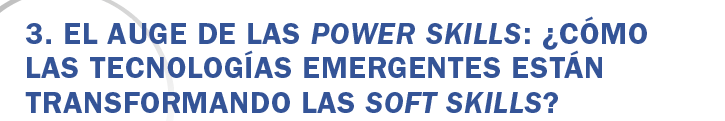 3. EL AUGE DE LAS POWER SKILLS: ¿CÓMO
LAS TECNOLOGÍAS EMERGENTES ESTÁN
TRANSFORMANDO LAS SOFT SKILLS?